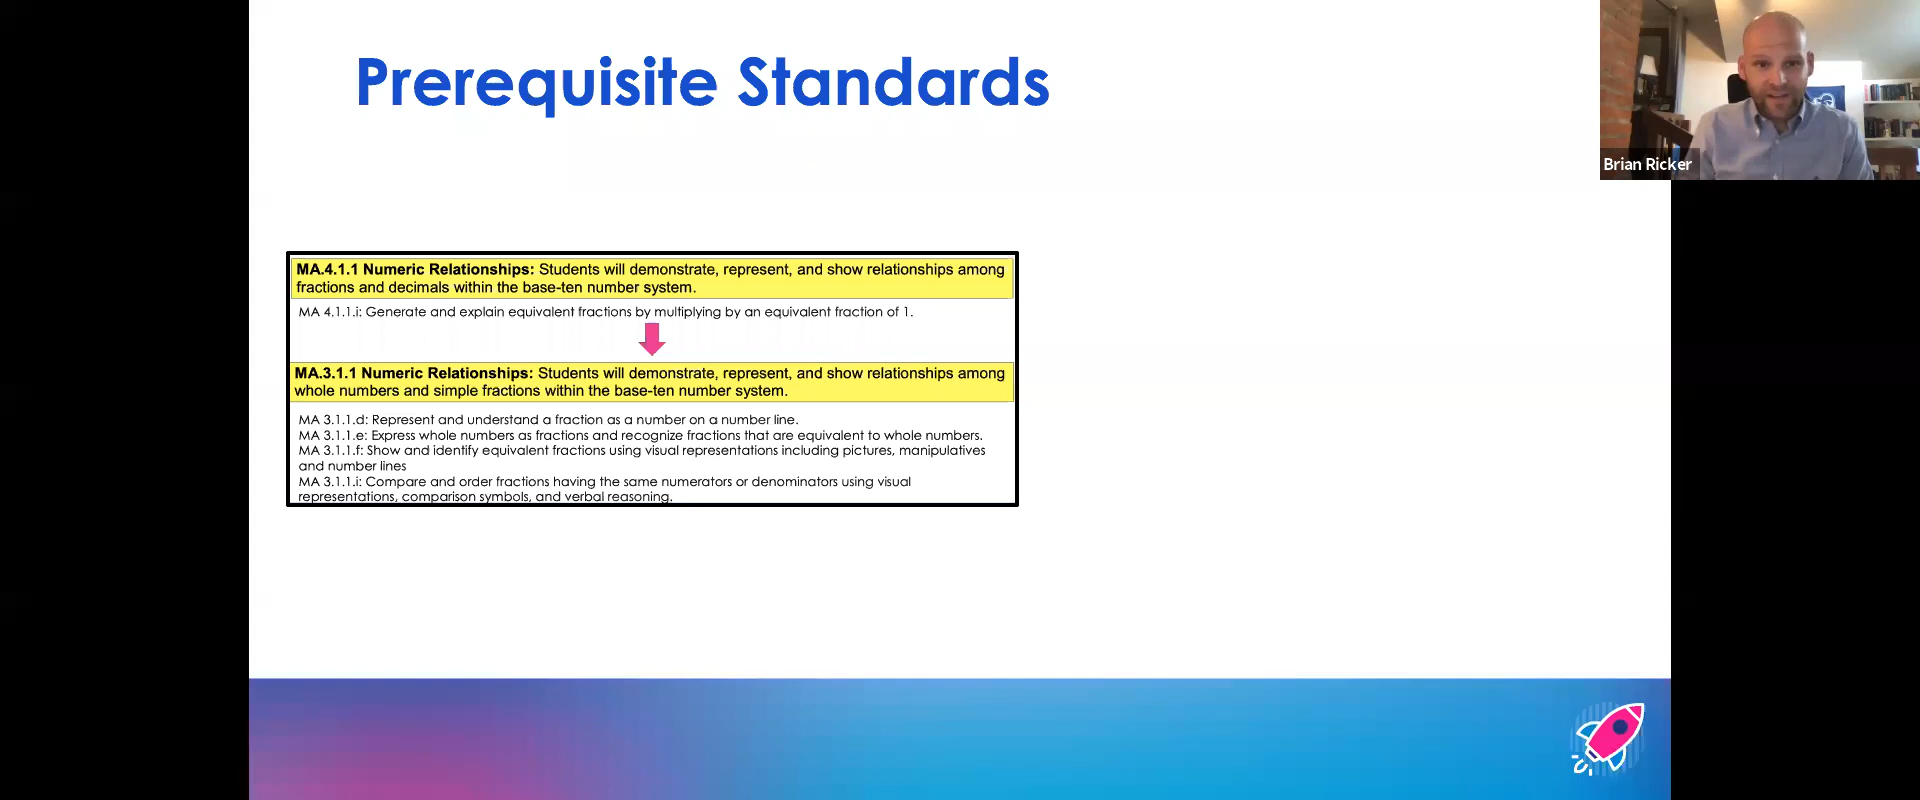 Prerequisite Standards
Brian Ricker
MA.4.1.1 Numeric Relationships: Students will demonstrate, represent, and show relationships among
fractions and decimals within the base-ten number system.
MA 4.1.1.i: Generate and explain equivalent fractions by multiplying by an equivalent fraction of 1.
MA.3.1.1 Numeric Relationships: Students will demonstrate, represent, and show relationships among
whole numbers and simple fractions within the base-ten number system.
MA 3.1.1.d: Represent and understand a fraction as a number on a number line.
MA 3.1.1.e: Express whole numbers as fractions and recognize fractions that are equivalent to whole numbers.
MA 3.1.1.f: Show and identify equivalent fractions using visual representations including pictures, manipulatives
and number lines
MA 3.1.1.i: Compare and order fractions having the same numerators or denominators using visual
representations, comparison symbols, and verbal reasoning.